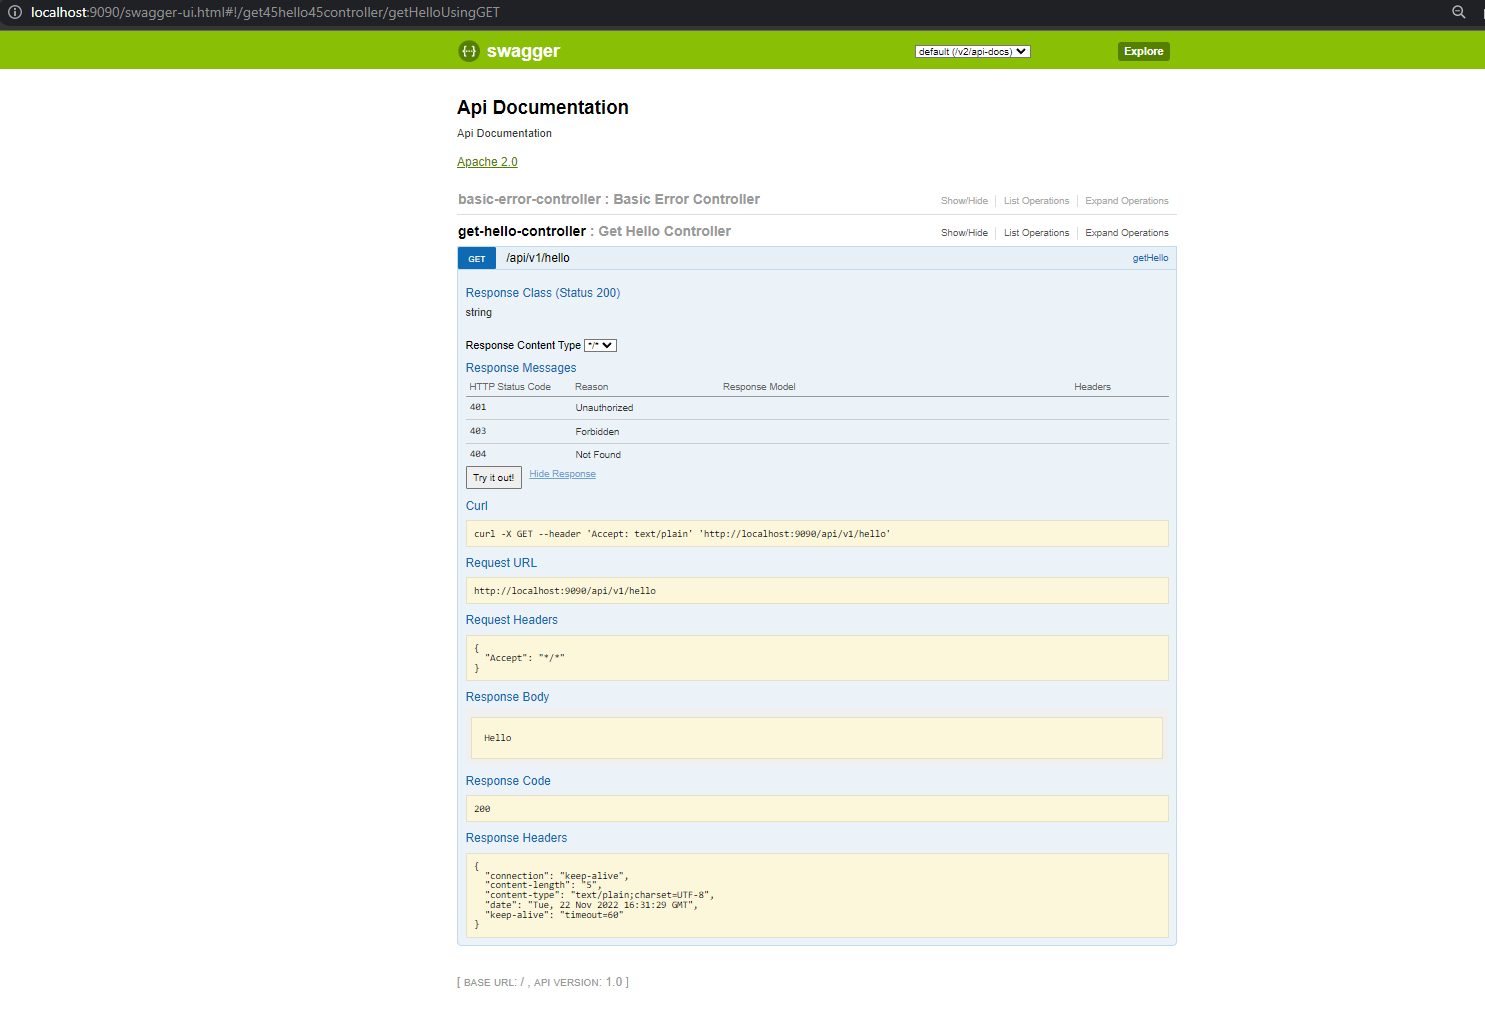 localhost:9090/swagger-ui.html#!/get45hello45controller/getHelloUsingGET
{··} swagger
default (/v2/api-docs)
Explore
Api Documentation
Api Documentation
Apache 2.0
basic-error-controller : Basic Error Controller
Show/Hide
List Operations
Expand Operations
get-hello-controller : Get Hello Controller
Show/Hide
List Operations
Expand Operations
GET
/api/v1/hello
getHello
Response Class (Status 200)
string
Response Content Type */*
Response Messages
HTTP Status Code Reason Response Model Headers
401 Unauthorized
403 Forbidden
404 Not Found
Try it out! Hide Response
Curl
curl -X GET --header 'Accept: text/plain' 'http://localhost:9090/api/v1/hello'
Request URL
http://localhost:9090/api/v1/hello
Request Headers
{
"Accept": "*/*"
}
Response Body
Hello
Response Code
200
Response Headers
{
"connection": "keep-alive",
"content-length": "5",
"content-type": "text/plain;charset=UTF-8",
"date": "Tue, 22 Nov 2022 16:31:29 GMT",
"keep-alive": "timeout=60"
}
[ BASE URL: / , API VERSION: 1.0 ]